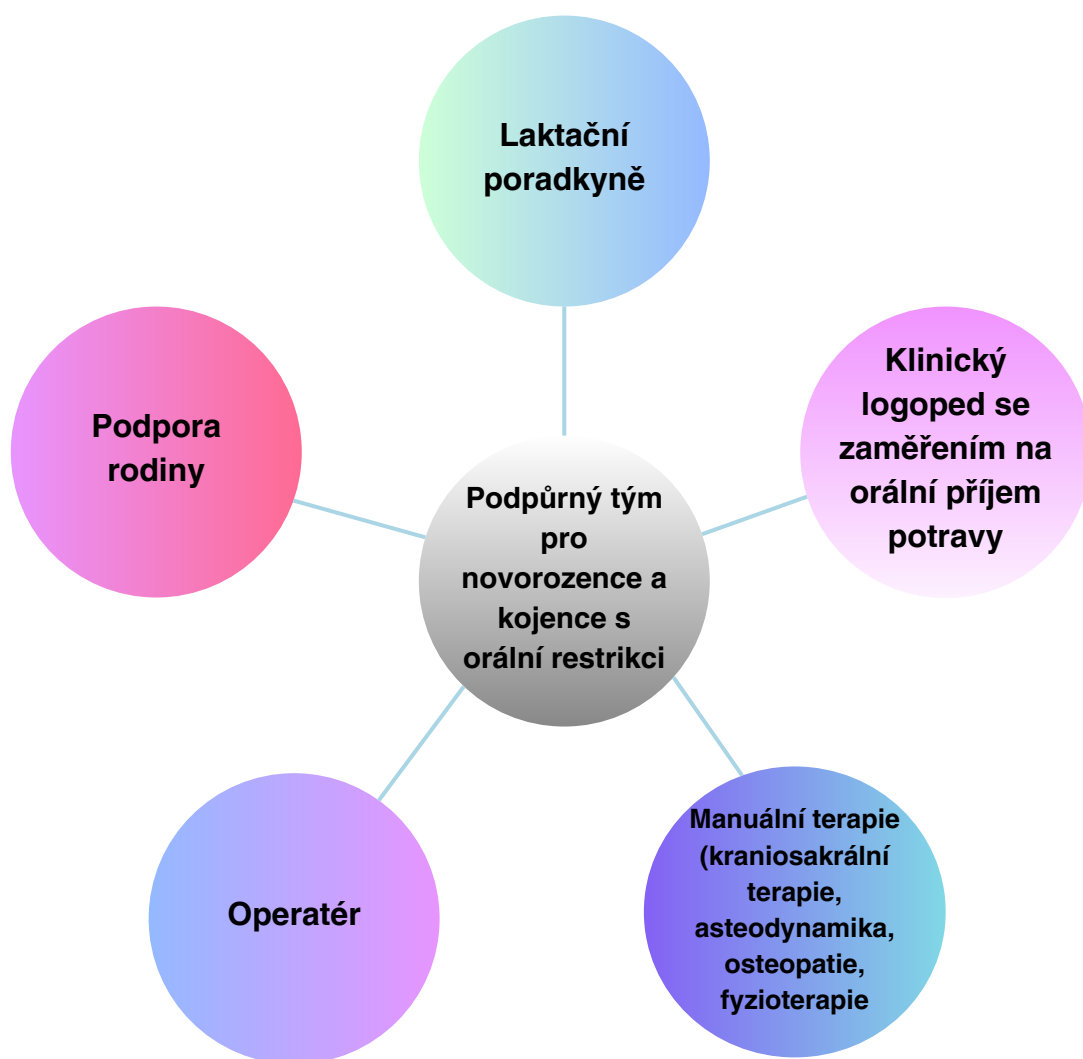 Laktační
poradkyně
Klinický
logoped se
zaměřením na
orální příjem
potravy
Podpora
rodiny
Podpůrný tým
pro
novorozence a
kojence s
orální restrikci
Manuální terapie
(kraniosakrální
terapie,
asteodynamika,
osteopatie,
fyzioterapie
Operatér